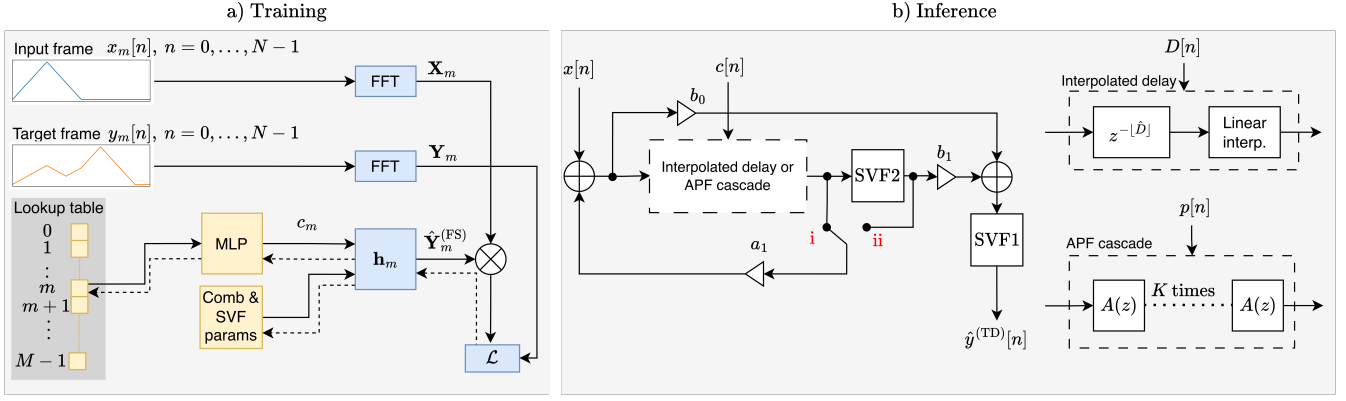 a) Training
Input frame x_m[n], n = 0, . . . , N − 1
FFT
X_m
Target frame y_m[n], n = 0, . . . , N − 1
FFT
Y_m
Lookup table
0
1
⋮
m
m + 1
⋮
M − 1
MLP
c_m
h_m
Ŷ_m^(FS)
Comb &
SVF
params
ℒ
b) Inference
x[n]
c[n]
b_0
Interpolated delay or
APF cascade
SVF2
b_1
i
ii
a_1
SVF1
ŷ^(TD)[n]
D[n]
Interpolated delay
z^{−⌊D̂⌋}
Linear
interp.
p[n]
APF cascade
A(z)
K times
A(z)